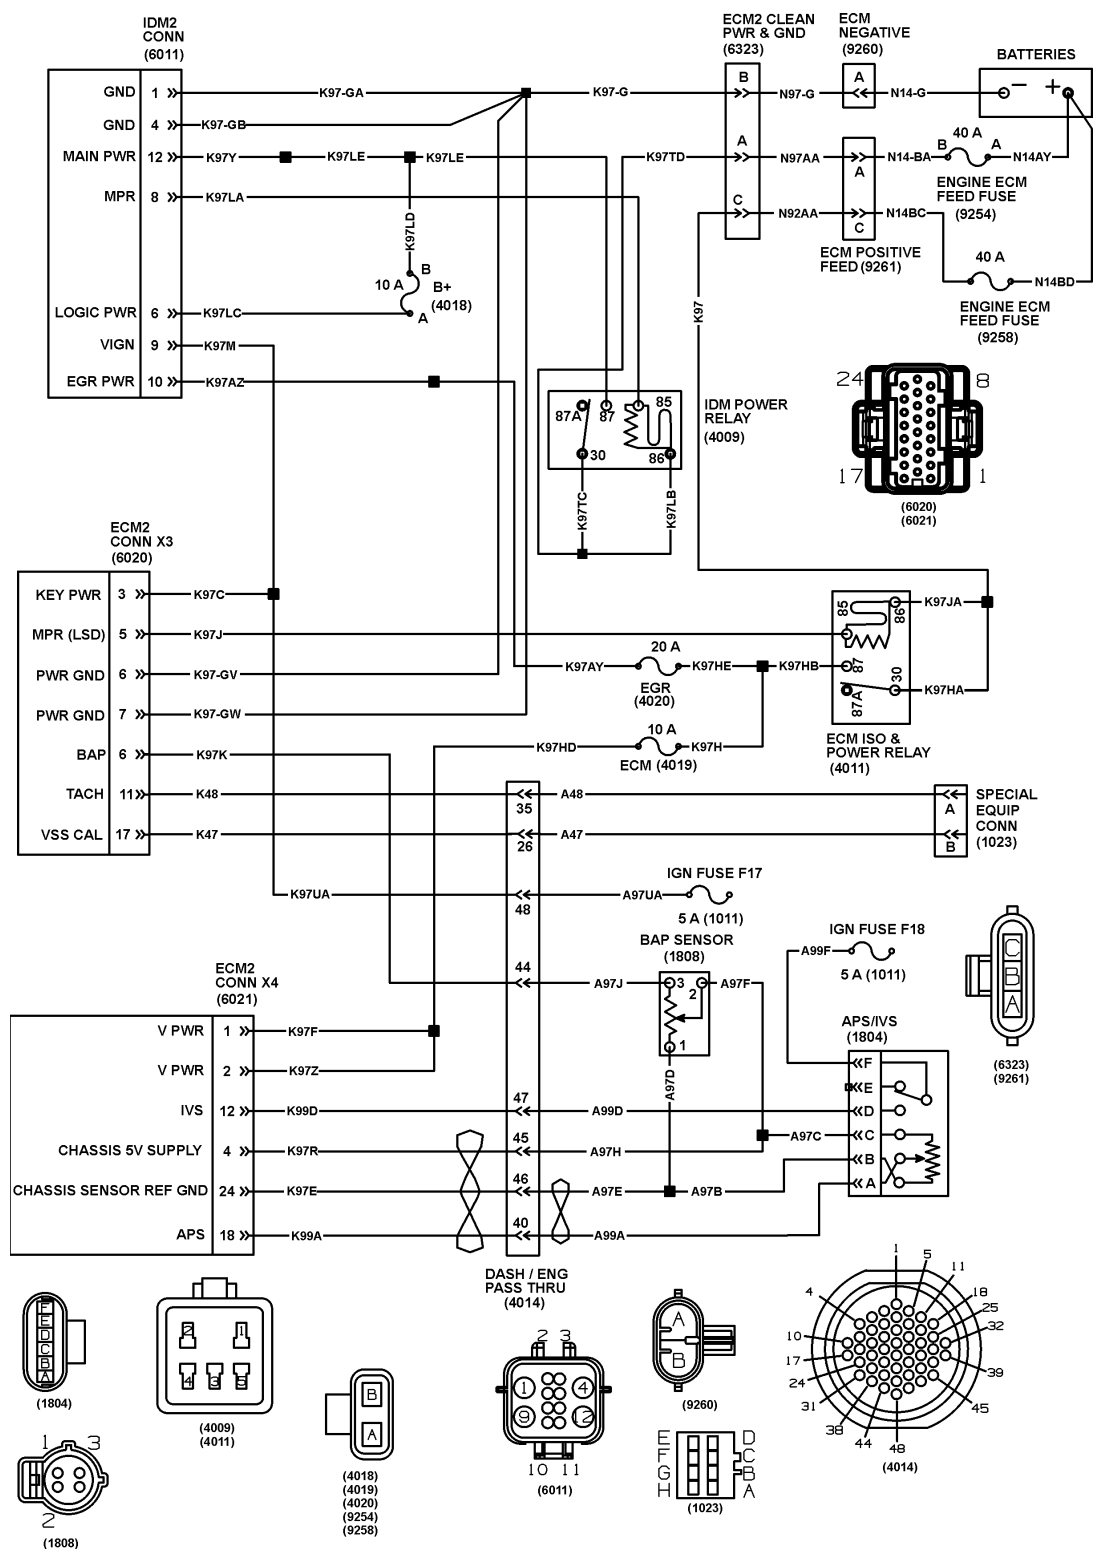 IDM2
CONN
(6011)
ECM2 CLEAN
PWR & GND
(6323)
ECM
NEGATIVE
(9260)
BATTERIES
− +
GND 1 K97-GA K97-G B N97-G A N14-G
GND 4 K97-GB
MAIN PWR 12 K97Y K97LE K97LE K97TD A N97AA A N14-BA B 40 A A N14AY
ENGINE ECM
FEED FUSE
(9254)
MPR 8 K97LA
C N92AA C N14BC
ECM POSITIVE
FEED (9261)
40 A
N14BD
ENGINE ECM
FEED FUSE
(9258)
K97LD
B
10 A B+
(4018)
A
K97
LOGIC PWR 6 K97LC
VIGN 9 K97M
EGR PWR 10 K97AZ
87A 87 85
30 86
IDM POWER
RELAY
(4009)
K97TC K97LB
24 8
17 1
(6020)
(6021)
ECM2
CONN X3
(6020)
KEY PWR 3 K97C
MPR (LSD) 5 K97J
PWR GND 6 K97-GV
PWR GND 7 K97-GW
BAP 6 K97K
TACH 11 K48 35 A48 A
VSS CAL 17 K47 26 A47 B
SPECIAL
EQUIP
CONN
(1023)
85 86 K97JA
87 30 K97HA
87A
ECM ISO &
POWER RELAY
(4011)
K97AY 20 A K97HE K97HB
EGR
(4020)
K97HD 10 A K97H
ECM (4019)
K97UA 48 A97UA
IGN FUSE F17
5 A (1011)
BAP SENSOR
(1808)
44 A97J 3 2 A97F
1
A97D
IGN FUSE F18
A99F
5 A (1011)
C
B
A
(6323)
(9261)
APS/IVS
(1804)
F
E
D
C
B
A
ECM2
CONN X4
(6021)
V PWR 1 K97F
V PWR 2 K97Z
IVS 12 K99D 47 A99D
CHASSIS 5V SUPPLY 4 K97R 45 A97H A97C
CHASSIS SENSOR REF GND 24 K97E 46 A97E A97B
APS 18 K99A 40 A99A
DASH / ENG
PASS THRU
(4014)
F
E
D
C
B
A
(1804)
2 1
4 3 5
(4009)
(4011)
1 3
2
(1808)
B
A
(4018)
(4019)
(4020)
(9254)
(9258)
2 3
1 4
9 12
10 11
(6011)
A
B
(9260)
E D
F C
G B
H A
(1023)
1 5 11 18 25 32 39 45 48 44 38 31 24 17 10 4
(4014)